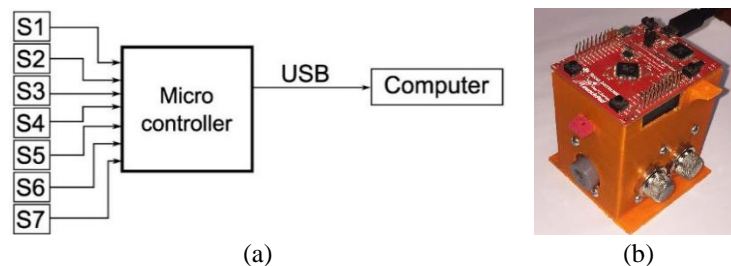 S1
S2
S3
S4
S5
S6
S7
Micro
controller
USB
Computer
(a)
(b)